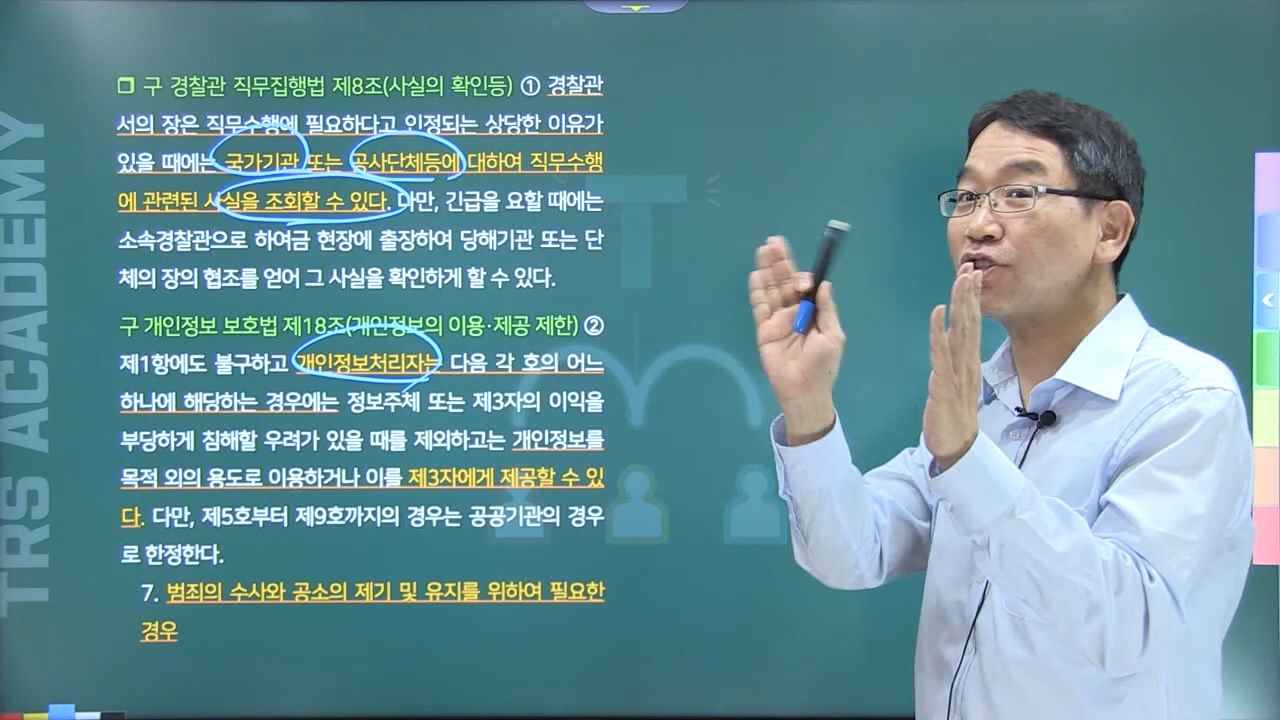 TRS ACADEMY
❒ 구 경찰관 직무집행법 제8조(사실의 확인등) ① 경찰관
서의 장은 직무수행에 필요하다고 인정되는 상당한 이유가
있을 때에는 국가기관 또는 공사단체등에 대하여 직무수행
에 관련된 사실을 조회할 수 있다. 다만, 긴급을 요할 때에는
소속경찰관으로 하여금 현장에 출장하여 당해기관 또는 단
체의 장의 협조를 얻어 그 사실을 확인하게 할 수 있다.
구 개인정보 보호법 제18조(개인정보의 이용·제공 제한) ②
제1항에도 불구하고 개인정보처리자는 다음 각 호의 어느
하나에 해당하는 경우에는 정보주체 또는 제3자의 이익을
부당하게 침해할 우려가 있을 때를 제외하고는 개인정보를
목적 외의 용도로 이용하거나 이를 제3자에게 제공할 수 있
다. 다만, 제5호부터 제9호까지의 경우는 공공기관의 경우
로 한정한다.
7. 범죄의 수사와 공소의 제기 및 유지를 위하여 필요한
경우